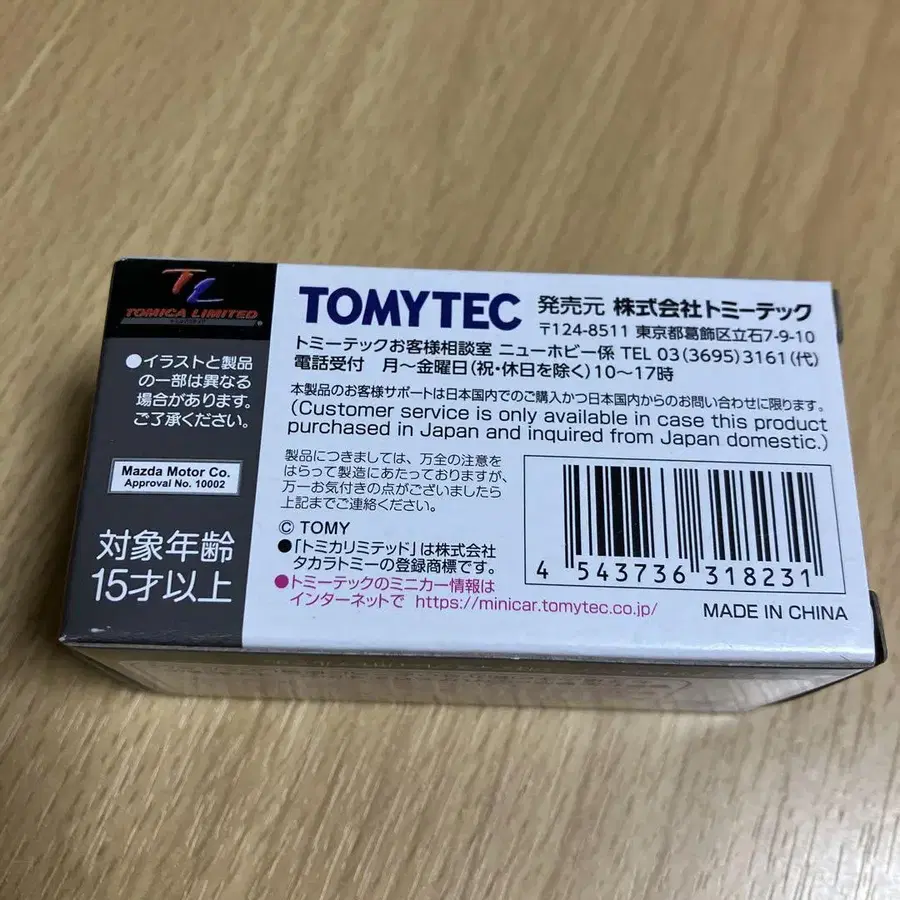 TL
TOMICA LIMITED
●イラストと製品
の一部は異なる
場合があります。
ご了承ください。
Mazda Motor Co.
Approval No. 10002
対象年齢
15才以上
TOMYTEC 発売元 株式会社トミーテック
〒124-8511 東京都葛飾区立石7-9-10
トミーテックお客様相談室 ニューホビー係 TEL 03(3695)3161(代)
電話受付 月〜金曜日(祝・休日を除く)10〜17時
本製品のお客様サポートは日本国内でのご購入かつ日本国内からのお問い合わせに限ります。
(Customer service is only available in case this product
purchased in Japan and inquired from Japan domestic.)
製品につきましては、万全の注意を
はらって製造にあたっておりますが、
万一お気付きの点がございましたら
上記までご連絡ください。
© TOMY
●「トミカリミテッド」は株式会社
タカラトミーの登録商標です。
●トミーテックのミニカー情報は
インターネットで https://minicar.tomytec.co.jp/
4 543736 318231
MADE IN CHINA